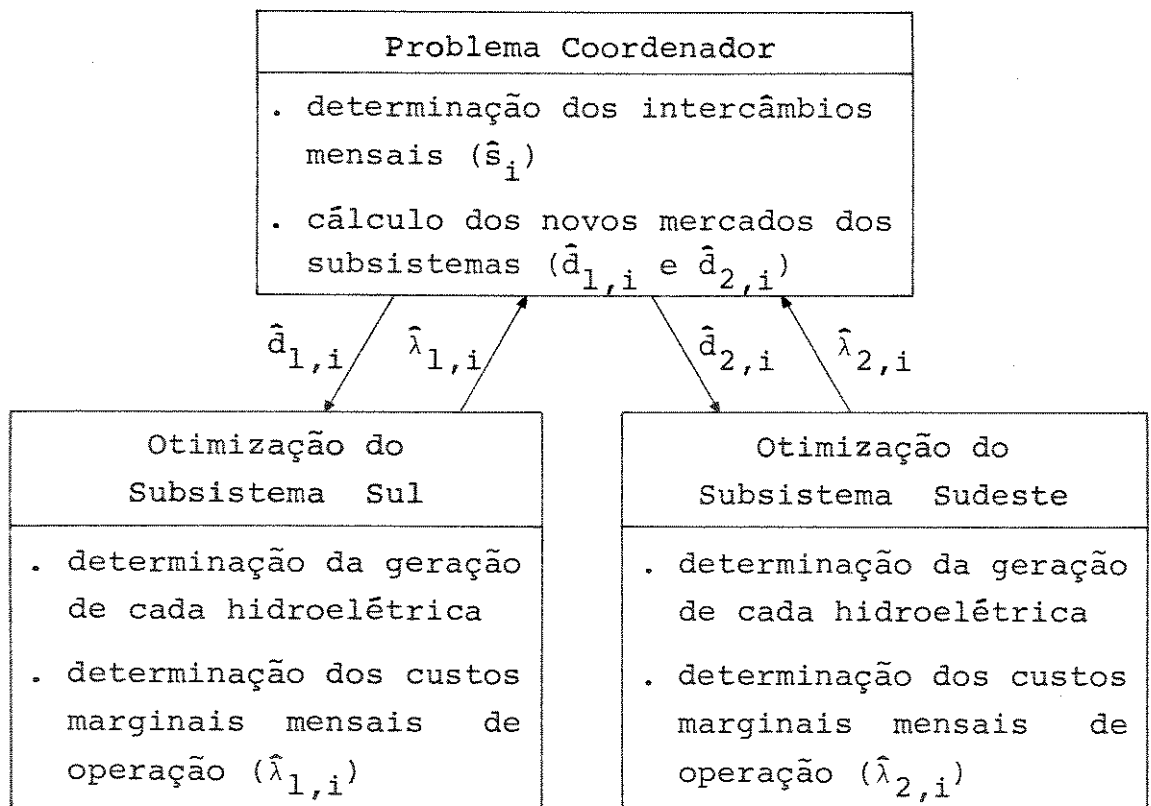 Problema Coordenador
. determinação dos intercâmbios
mensais (ŝ_i)
. cálculo dos novos mercados dos
subsistemas (d̂_1,i e d̂_2,i)
d̂_1,i λ̂_1,i d̂_2,i λ̂_2,i
Otimização do
Subsistema Sul
. determinação da geração
de cada hidroelétrica
. determinação dos custos
marginais mensais de
operação (λ̂_1,i)
Otimização do
Subsistema Sudeste
. determinação da geração
de cada hidroelétrica
. determinação dos custos
marginais mensais de
operação (λ̂_2,i)